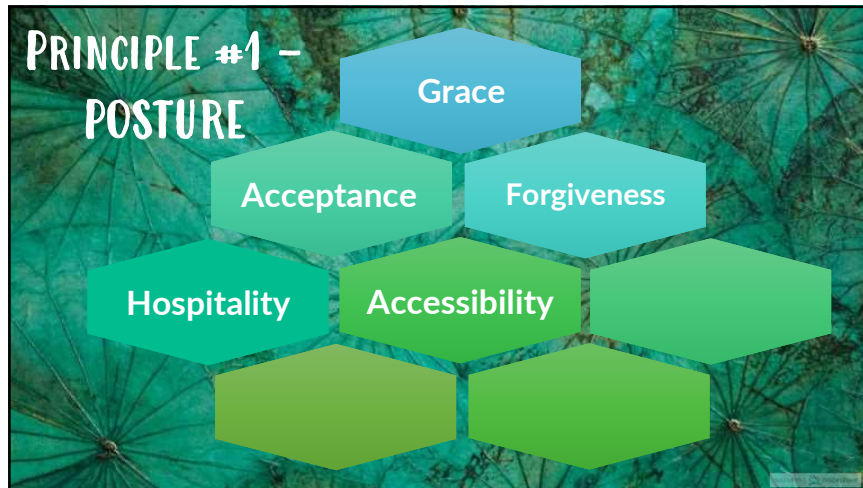 PRINCIPLE #1 –
POSTURE
Grace
Acceptance
Forgiveness
Hospitality
Accessibility